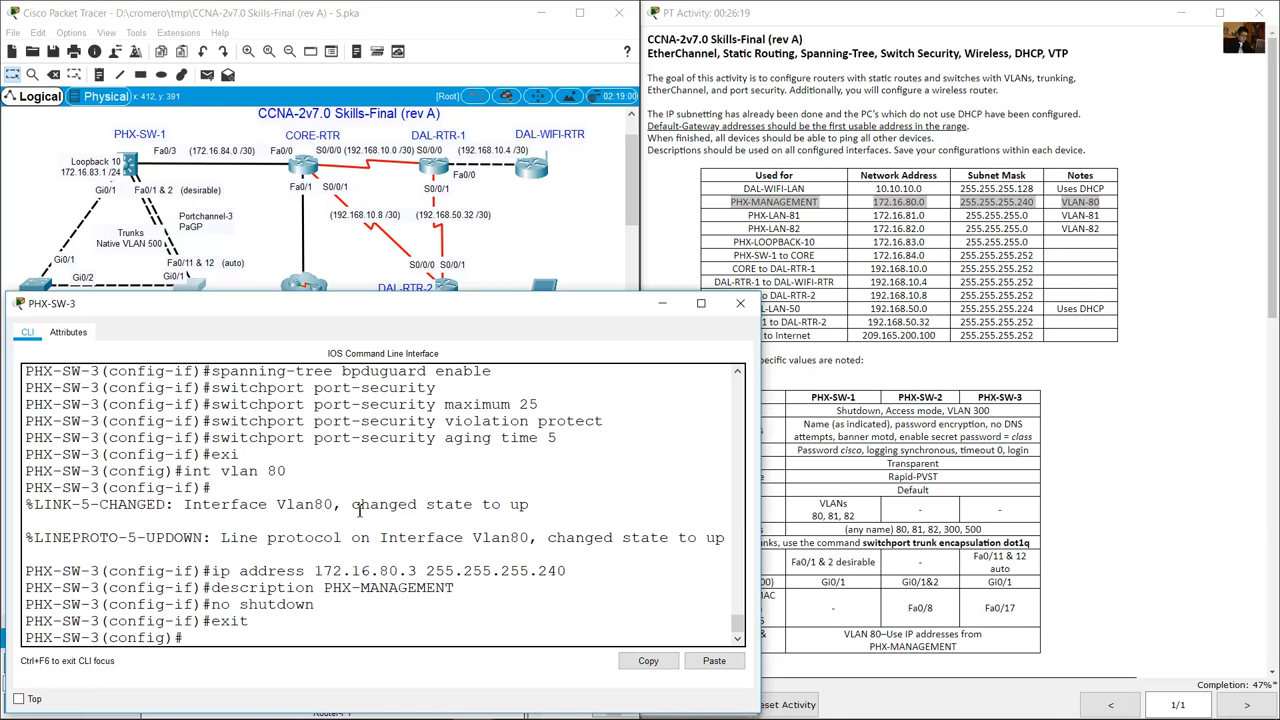 Cisco Packet Tracer - D:\cromero\tmp\CCNA-2v7.0 Skills-Final (rev A) - S.pka
File Edit Options View Tools Extensions Help
?
Logical Physical x: 412, y: 391 [Root] 02:19:00
CCNA-2v7.0 Skills-Final (rev A)
PHX-SW-1 CORE-RTR DAL-RTR-1 DAL-WIFI-RTR
Fa0/3 (172.16.84.0 /30) Fa0/0 S0/0/0 (192.168.10.0 /30) S0/0/0 (192.168.10.4 /30)
Loopback 10
172.16.83.1 /24
Fa0/0
Gi0/1 Fa0/1 & 2 (desirable) Fa0/1 S0/0/1 S0/0/1
Portchannel-3
PaGP
(192.168.10.8 /30) (192.168.50.32 /30)
Trunks
Native VLAN 500
Gi0/1 Fa0/11 & 12 (auto)
Gi0/2 Gi0/1 S0/0/0 S0/0/1
DAL-RTR-2
PHX-SW-3
CLI Attributes
IOS Command Line Interface
PHX-SW-3(config-if)#spanning-tree bpduguard enable
PHX-SW-3(config-if)#switchport port-security
PHX-SW-3(config-if)#switchport port-security maximum 25
PHX-SW-3(config-if)#switchport port-security violation protect
PHX-SW-3(config-if)#switchport port-security aging time 5
PHX-SW-3(config-if)#exi
PHX-SW-3(config)#int vlan 80
PHX-SW-3(config-if)#
%LINK-5-CHANGED: Interface Vlan80, changed state to up
%LINEPROTO-5-UPDOWN: Line protocol on Interface Vlan80, changed state to up
PHX-SW-3(config-if)#ip address 172.16.80.3 255.255.255.240
PHX-SW-3(config-if)#description PHX-MANAGEMENT
PHX-SW-3(config-if)#no shutdown
PHX-SW-3(config-if)#exit
PHX-SW-3(config)#
Ctrl+F6 to exit CLI focus
Copy Paste
Top
PT Activity: 00:26:19
CCNA-2v7.0 Skills-Final (rev A)
EtherChannel, Static Routing, Spanning-Tree, Switch Security, Wireless, DHCP, VTP
The goal of this activity is to configure routers with static routes and switches with VLANs, trunking,
EtherChannel, and port security. Additionally, you will configure a wireless router.
The IP subnetting has already been done and the PC's which do not use DHCP have been configured.
Default-Gateway addresses should be the first usable address in the range.
When finished, all devices should be able to ping all other devices.
Descriptions should be used on all configured interfaces. Save your configurations within each device.
Used for Network Address Subnet Mask Notes
DAL-WIFI-LAN 10.10.10.0 255.255.255.128 Uses DHCP
PHX-MANAGEMENT 172.16.80.0 255.255.255.240 VLAN-80
PHX-LAN-81 172.16.81.0 255.255.255.0 VLAN-81
PHX-LAN-82 172.16.82.0 255.255.255.0 VLAN-82
PHX-LOOPBACK-10 172.16.83.0 255.255.255.0
PHX-SW-1 to CORE 172.16.84.0 255.255.255.252
CORE to DAL-RTR-1 192.168.10.0 255.255.255.252
DAL-RTR-1 to DAL-WIFI-RTR 192.168.10.4 255.255.255.252
to DAL-RTR-2 192.168.10.8 255.255.255.252
L-LAN-50 192.168.50.0 255.255.255.224 Uses DHCP
1 to DAL-RTR-2 192.168.50.32 255.255.255.252
to Internet 209.165.200.100 255.255.255.252
pecific values are noted:
PHX-SW-1 PHX-SW-2 PHX-SW-3
Shutdown, Access mode, VLAN 300
Name (as indicated), password encryption, no DNS
attempts, banner motd, enable secret password = class
Password cisco, logging synchronous, timeout 0, login
Transparent
Rapid-PVST
Default
VLANs
80, 81, 82 - -
(any name) 80, 81, 82, 300, 500
unks, use the command switchport trunk encapsulation dot1q
Fa0/1 & 2 desirable - Fa0/11 & 12
auto
00) Gi0/1 Gi0/1&2 Gi0/1
MAC
- Fa0/8 Fa0/17
& VLAN 80–Use IP addresses from
PHX-MANAGEMENT
Completion: 47%
eset Activity < 1/1 >